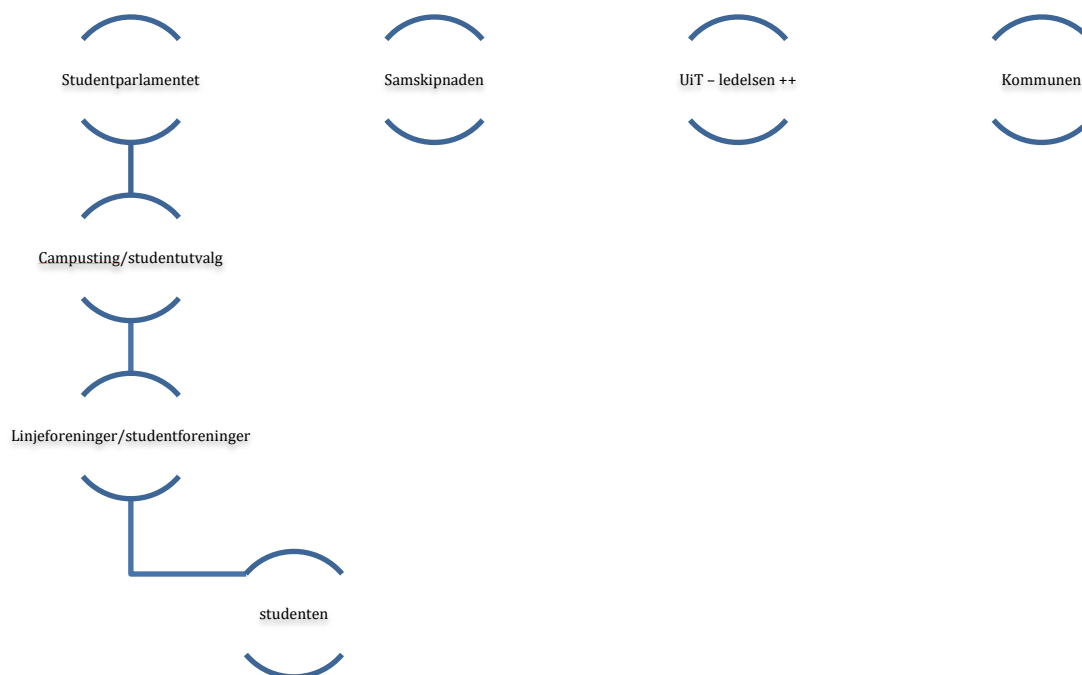 Studentparlamentet
Samskipnaden
UiT – ledelsen ++
Kommunen
Campusting/studentutvalg
Linjeforeninger/studentforeninger
studenten